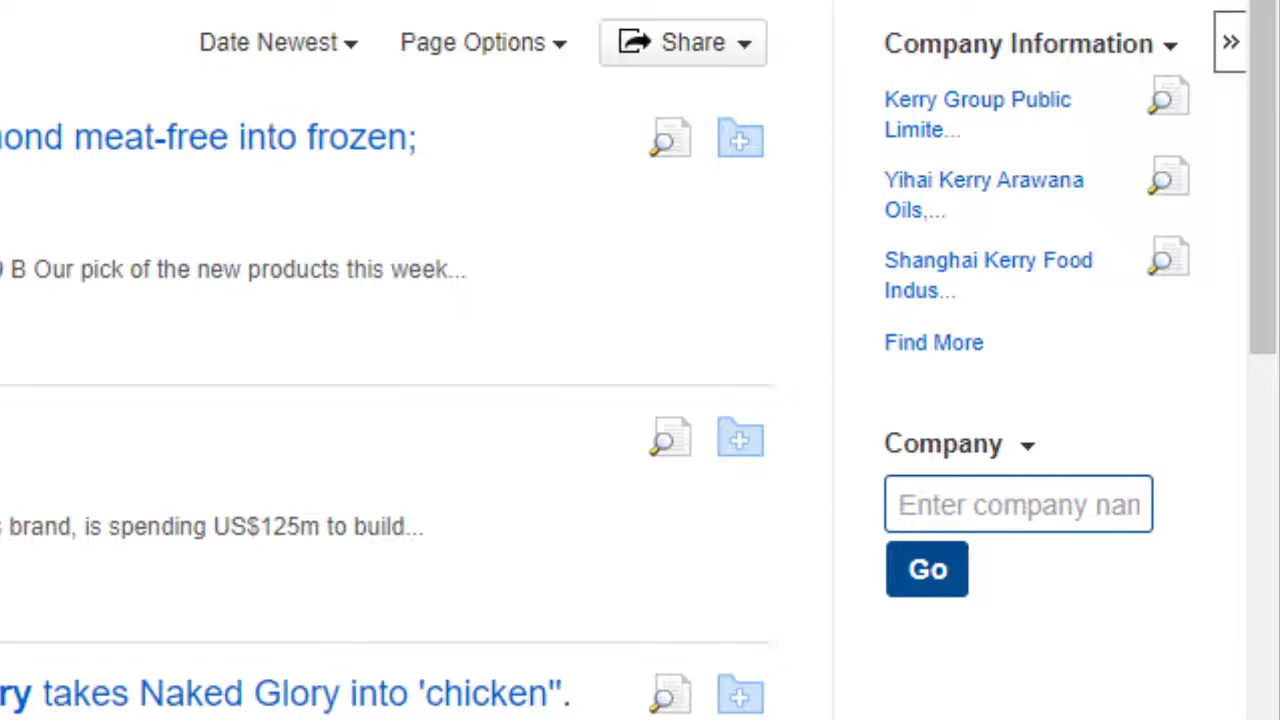 Date Newest Page Options Share
ond meat-free into frozen;
9 B Our pick of the new products this week...
s brand, is spending US$125m to build...
ry takes Naked Glory into 'chicken".
Company Information »
Kerry Group Public
Limite...
Yihai Kerry Arawana
Oils,...
Shanghai Kerry Food
Indus...
Find More
Company
Enter company nan
Go